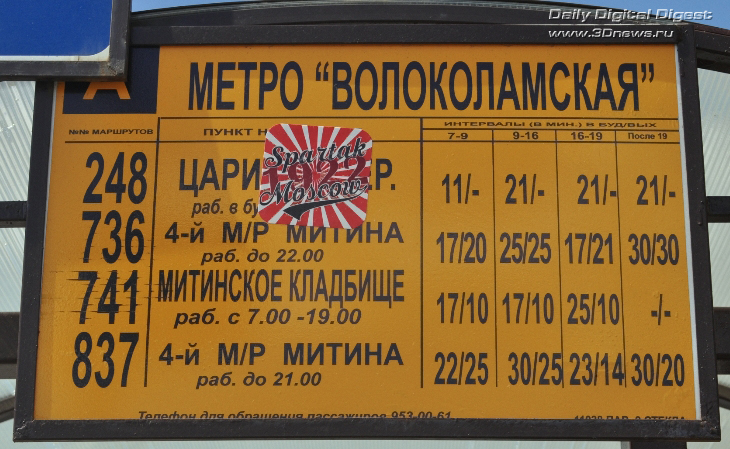 Daily Digital Digest
www.3Dnews.ru
А МЕТРО “ВОЛОКОЛАМСКАЯ”
№№ МАРШРУТОВ ПУНКТ ИНТЕРВАЛЫ (В МИН.) В БУД/ВЫХ
7-9 9-16 16-19 После 19
248 ЦАРИ Р. 11/- 21/- 21/- 21/-
раб. в бу
Spartak
1922
Moscow
736 4-й М/Р МИТИНА 17/20 25/25 17/21 30/30
раб. до 22.00
741 МИТИНСКОЕ КЛАДБИЩЕ 17/10 17/10 25/10 -/-
раб. с 7.00 -19.00
837 4-й М/Р МИТИНА 22/25 30/25 23/14 30/20
раб. до 21.00
Телефон для обращения пассажиров 953-00-61